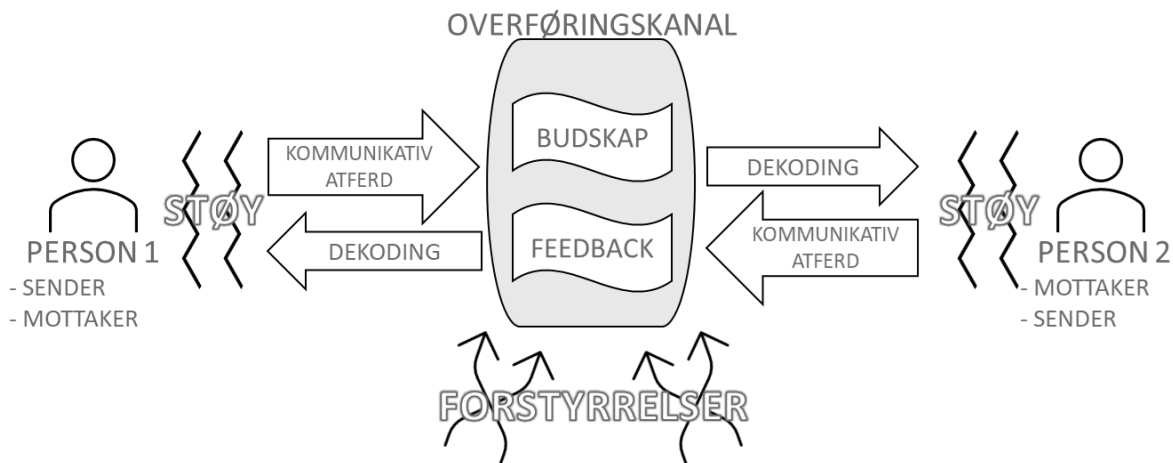 OVERFØRINGSKANAL
BUDSKAP
KOMMUNIKATIV
ATFERD
DEKODING
STØY
STØY
DEKODING
FEEDBACK
KOMMUNIKATIV
ATFERD
PERSON 1
- SENDER
- MOTTAKER
PERSON 2
- MOTTAKER
- SENDER
FORSTYRRELSER